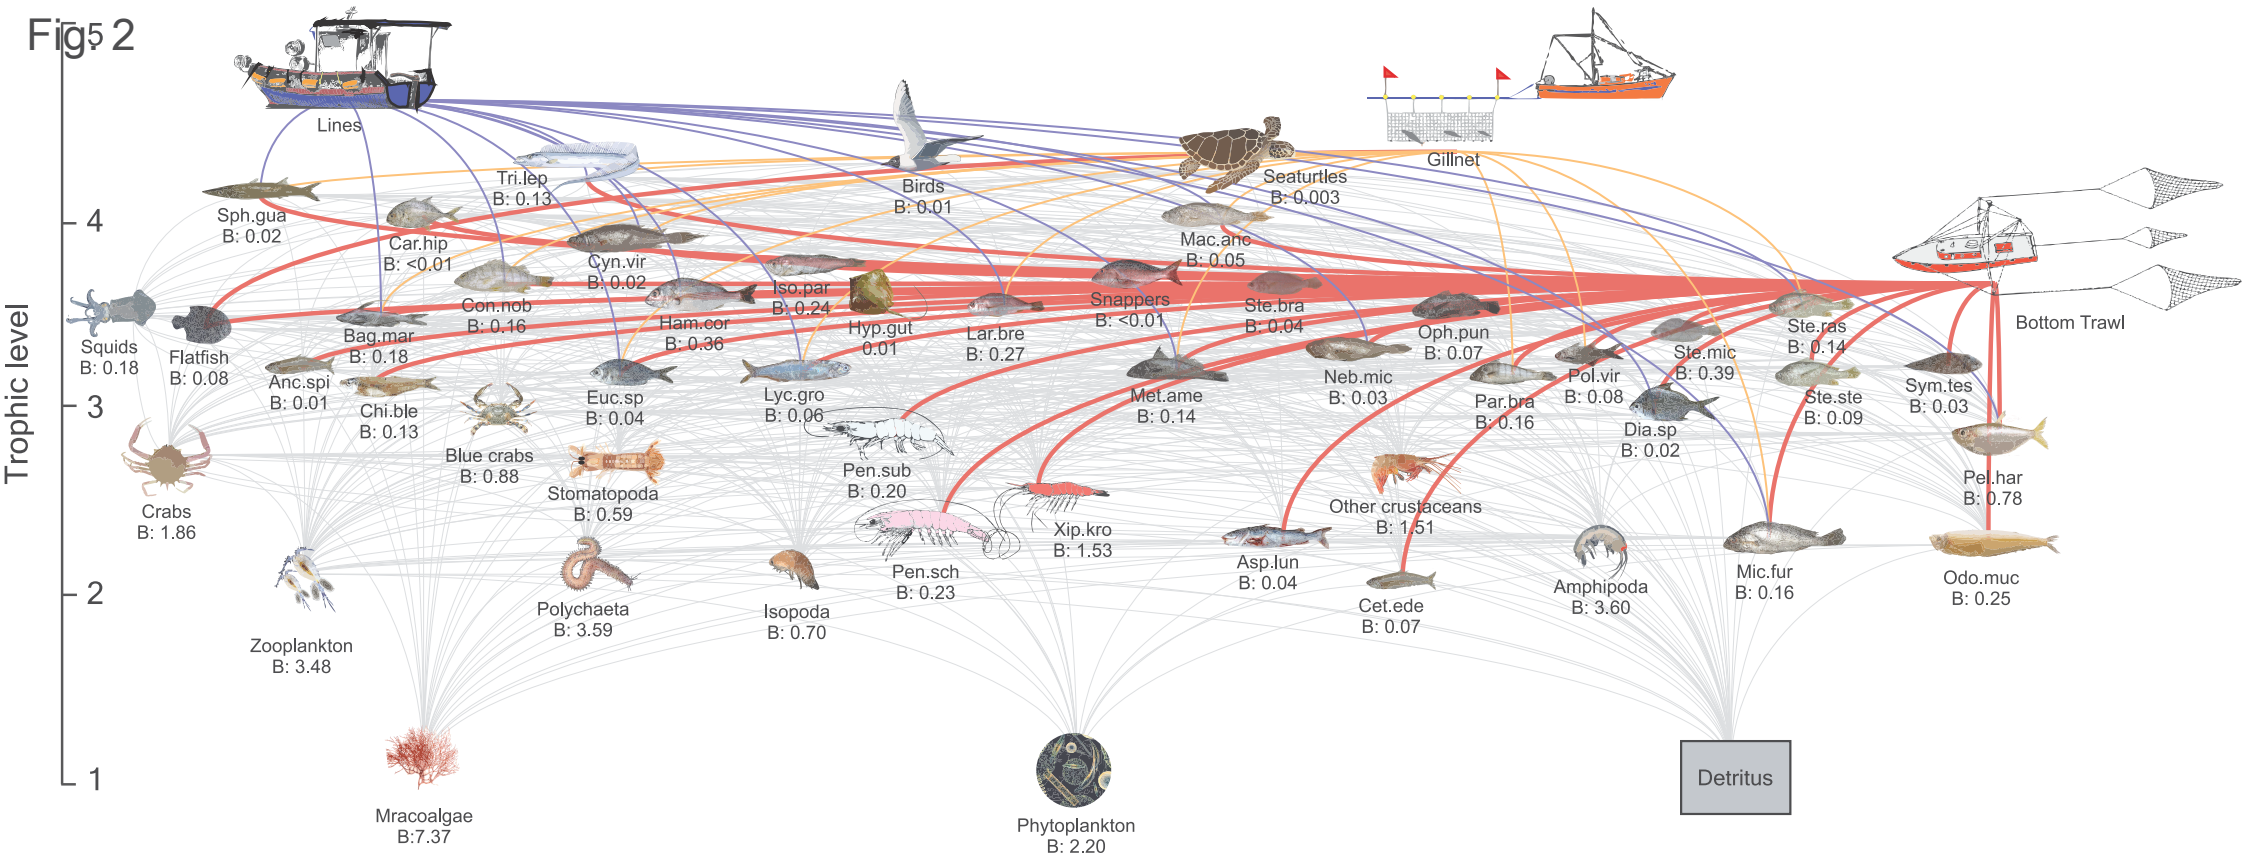 Fig. 2
5
4
3
2
1
Trophic level
Lines
Gillnet
Bottom Trawl
Sph.gua
B: 0.02
Tri.lep
B: 0.13
Birds
B: 0.01
Seaturtles
B: 0.003
Car.hip
B: <0.01
Cyn.vir
B: 0.02
Mac.anc
B: 0.05
Squids
B: 0.18
Flatfish
B: 0.08
Bag.mar
B: 0.18
Con.nob
B: 0.16
Ham.cor
B: 0.36
Iso.par
B: 0.24
Hyp.gut
0.01
Lar.bre
B: 0.27
Snappers
B: <0.01
Ste.bra
B: 0.04
Oph.pun
B: 0.07
Ste.mic
B: 0.39
Ste.ras
B: 0.14
Anc.spi
B: 0.01
Chi.ble
B: 0.13
Blue crabs
B: 0.88
Euc.sp
B: 0.04
Lyc.gro
B: 0.06
Met.ame
B: 0.14
Neb.mic
B: 0.03
Par.bra
B: 0.16
Pol.vir
B: 0.08
Dia.sp
B: 0.02
Ste.ste
B: 0.09
Sym.tes
B: 0.03
Crabs
B: 1.86
Stomatopoda
B: 0.59
Pen.sub
B: 0.20
Xip.kro
B: 1.53
Other crustaceans
B: 1.51
Pel.har
B: 0.78
Zooplankton
B: 3.48
Polychaeta
B: 3.59
Isopoda
B: 0.70
Pen.sch
B: 0.23
Asp.lun
B: 0.04
Cet.ede
B: 0.07
Amphipoda
B: 3.60
Mic.fur
B: 0.16
Odo.muc
B: 0.25
Mracoalgae
B:7.37
Phytoplankton
B: 2.20
Detritus